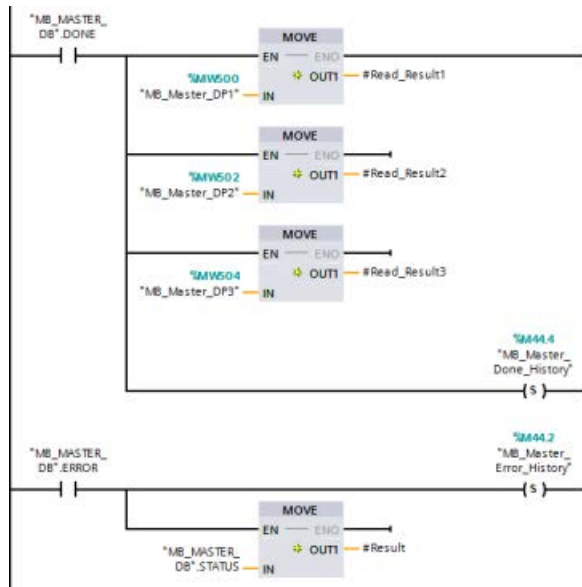 "MB_MASTER_
DB".DONE
MOVE
EN ENO
%MW500
"MB_Master_DP1"
OUT1 #Read_Result1
IN
MOVE
EN ENO
%MW502
"MB_Master_DP2"
OUT1 #Read_Result2
IN
MOVE
EN ENO
%MW504
"MB_Master_DP3"
OUT1 #Read_Result3
IN
%M44.4
"MB_Master_
Done_History"
S
"MB_MASTER_
DB".ERROR
%M44.2
"MB_Master_
Error_History"
S
MOVE
EN ENO
"MB_MASTER_
DB".STATUS
OUT1 #Result
IN